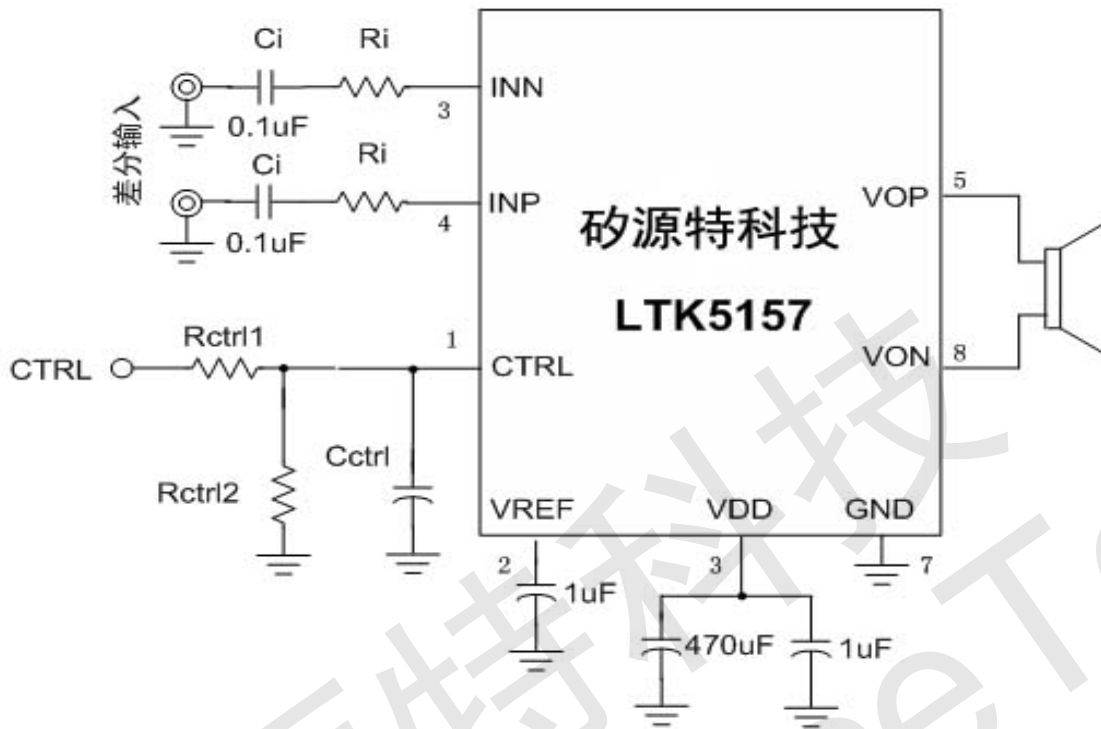 Ci Ri
INN
3
0.1uF
差分输入
Ci Ri
INP
4
0.1uF
矽源特科技
LTK5157
VOP
5
VON
8
Rctrl1
1
CTRL
CTRL
Rctrl2
Cctrl
VREF VDD GND
2 3 7
1uF
470uF 1uF